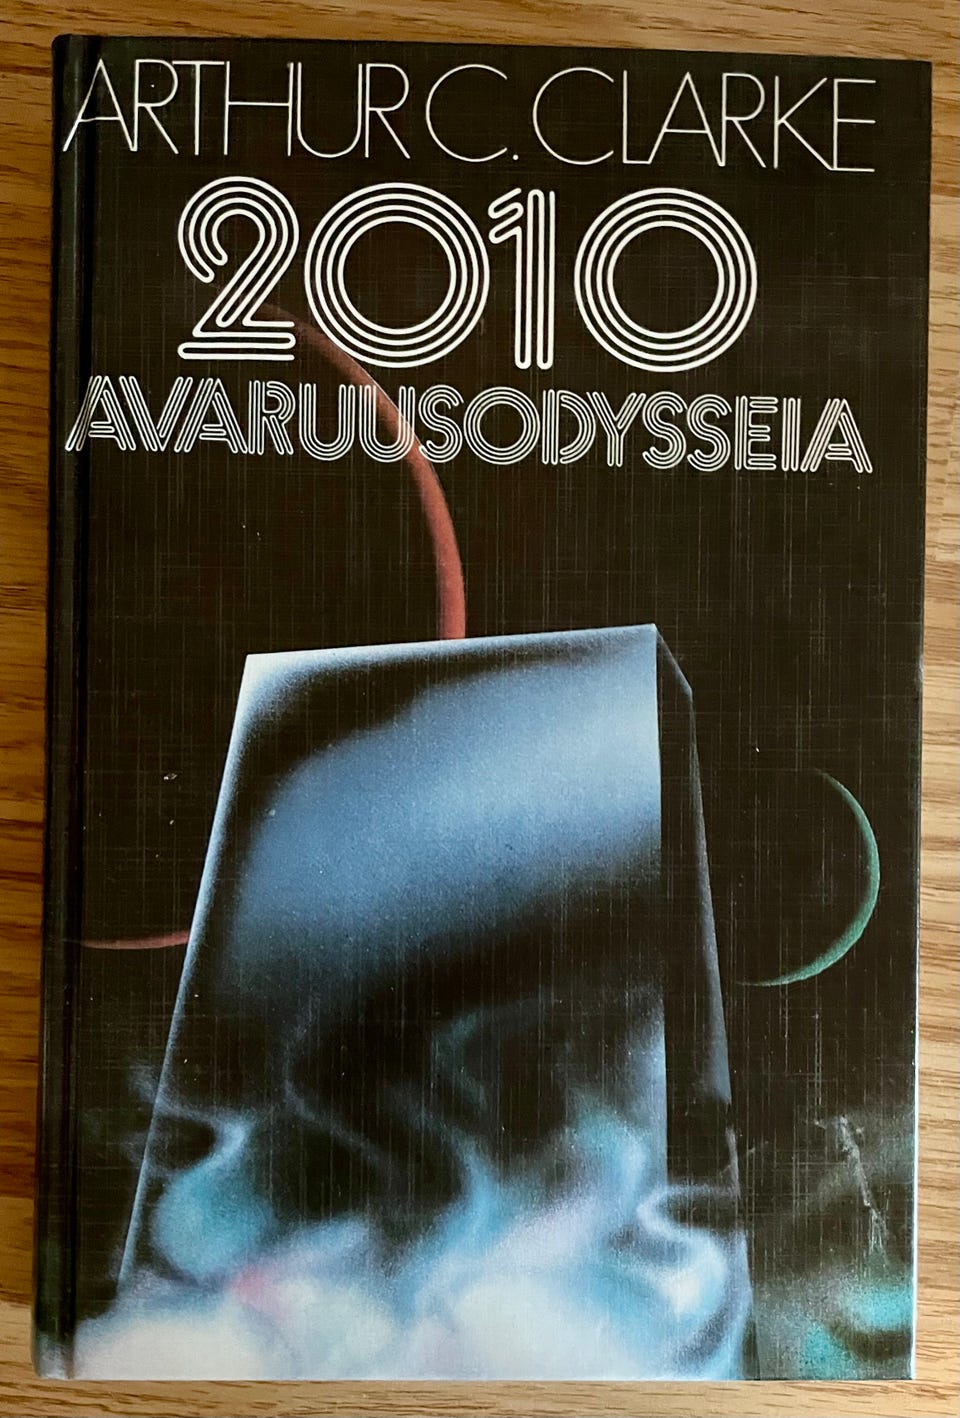 ARTHUR C. CLARKE
2010
AVARUUSODYSSEIA